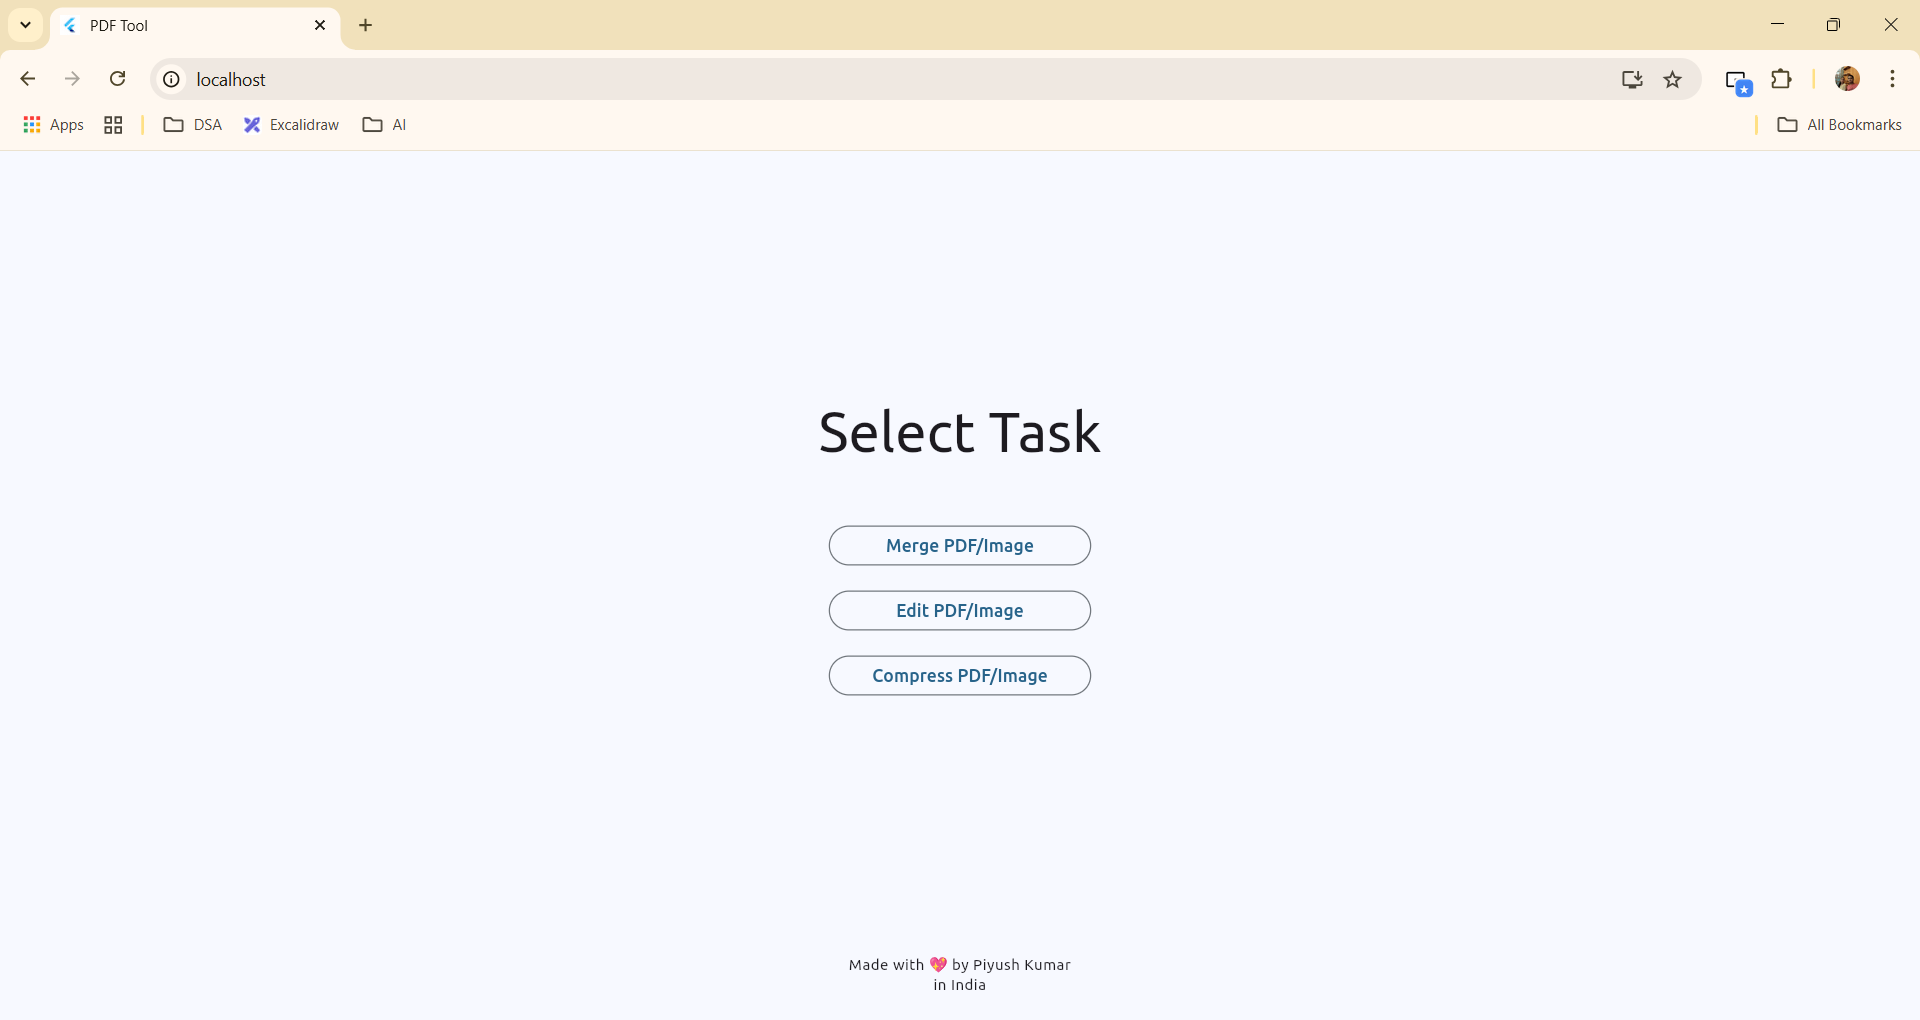 PDF Tool
localhost
Apps DSA Excalidraw AI All Bookmarks
Select Task
Merge PDF/Image
Edit PDF/Image
Compress PDF/Image
Made with 💖 by Piyush Kumar
in India